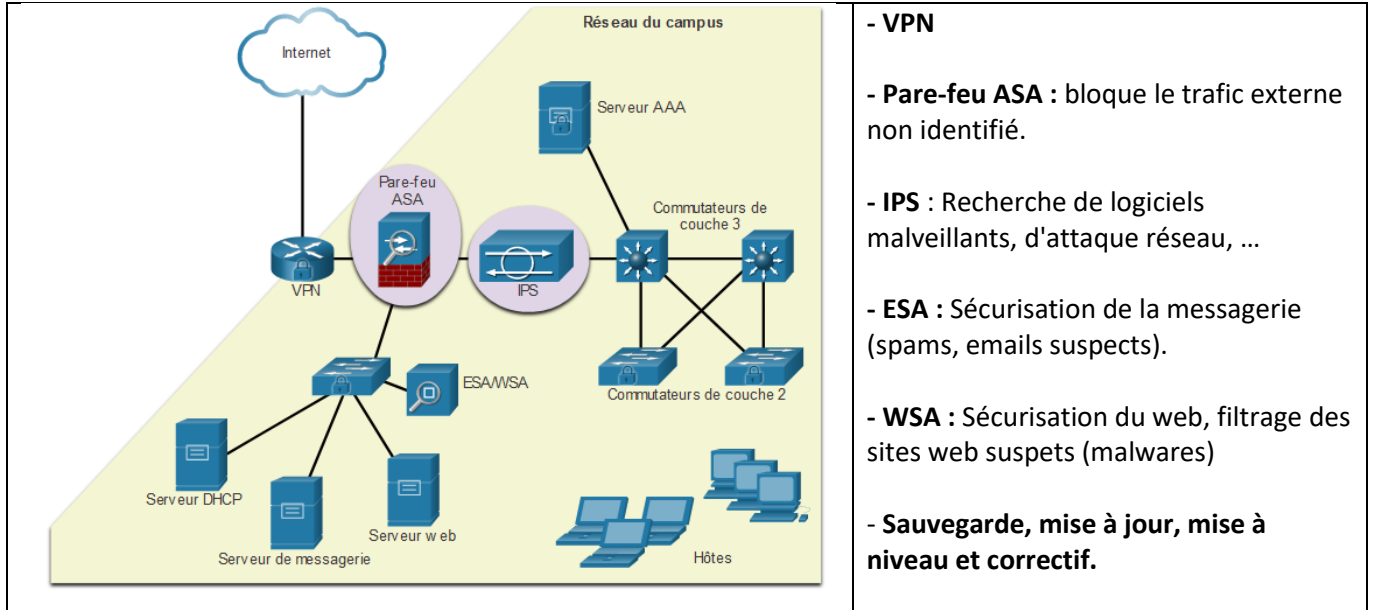 Réseau du campus
Internet
Serveur AAA
Pare-feu
ASA
Commutateurs de
couche 3
VPN
IPS
ESA/WSA
Commutateurs de couche 2
Serveur DHCP
Serveur web
Serveur de messagerie
Hôtes
- VPN
- Pare-feu ASA : bloque le trafic externe
non identifié.
- IPS : Recherche de logiciels
malveillants, d'attaque réseau, …
- ESA : Sécurisation de la messagerie
(spams, emails suspects).
- WSA : Sécurisation du web, filtrage des
sites web suspets (malwares)
- Sauvegarde, mise à jour, mise à
niveau et correctif.